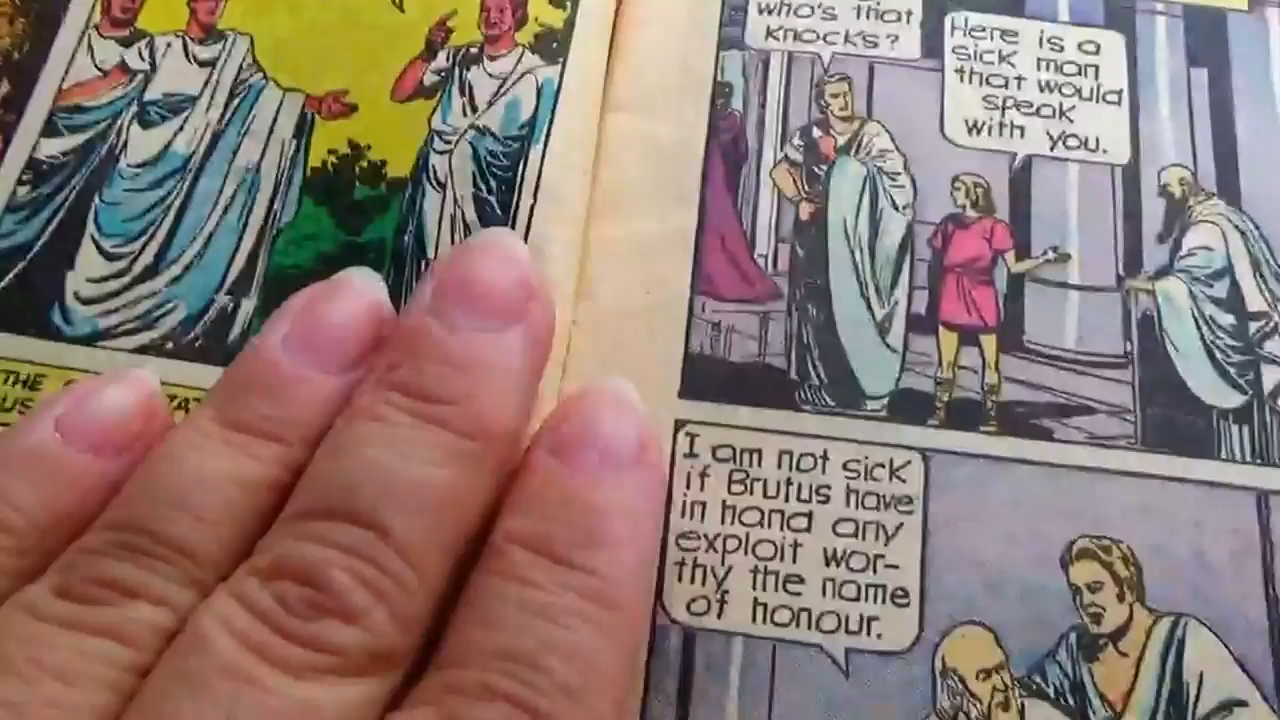 THE
US
who's that
knocks?
Here is a
sick man
that would
speak
with you.
I am not sick
if Brutus have
in hand any
exploit wor-
thy the name
of honour.